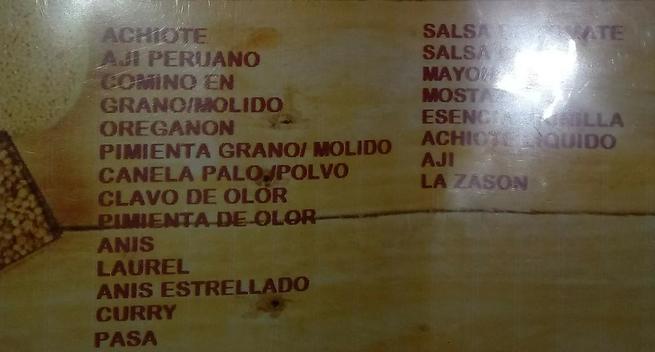 ACHIOTE
AJI PERUANO
COMINO EN
GRANO/MOLIDO
OREGANON
PIMIENTA GRANO/ MOLIDO
CANELA PALO/POLVO
CLAVO DE OLOR
PIMIENTA DE OLOR
ANIS
LAUREL
ANIS ESTRELLADO
CURRY
PASA
SALSA
SALSA
ACHIOTE LIQUIDO
AJI
LA ZASON